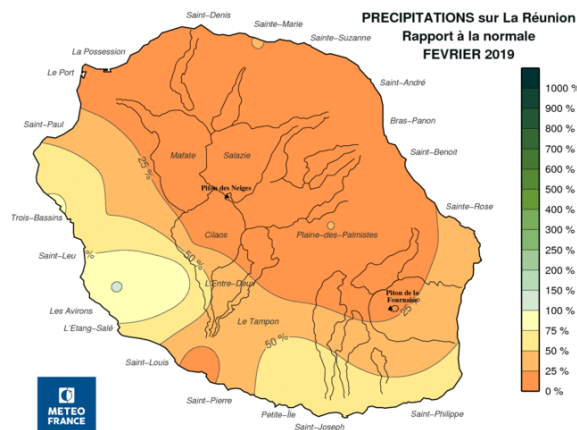 PRECIPITATIONS sur La Réunion
Rapport à la normale
FEVRIER 2019
Saint-Denis
Sainte-Marie
Sainte-Suzanne
La Possession
Le Port
Saint-André
Saint-Paul
Bras-Panon
Saint-Benoit
25 %
Mafate
Salazie
Piton des Neiges
Sainte-Rose
Trois-Bassins
Cilaos
Plaine-des-Palmistes
Saint-Leu
%
50 %
L'Entre-Deux
Piton de la
Fournaise
25 %
Les Avirons
L'Etang-Salé
Le Tampon
50 %
Saint-Louis
Saint-Pierre
Petite-Île
Saint-Joseph
Saint-Philippe
1000 %
900 %
800 %
700 %
600 %
500 %
400 %
300 %
250 %
200 %
150 %
100 %
75 %
50 %
25 %
0 %
METEO
FRANCE